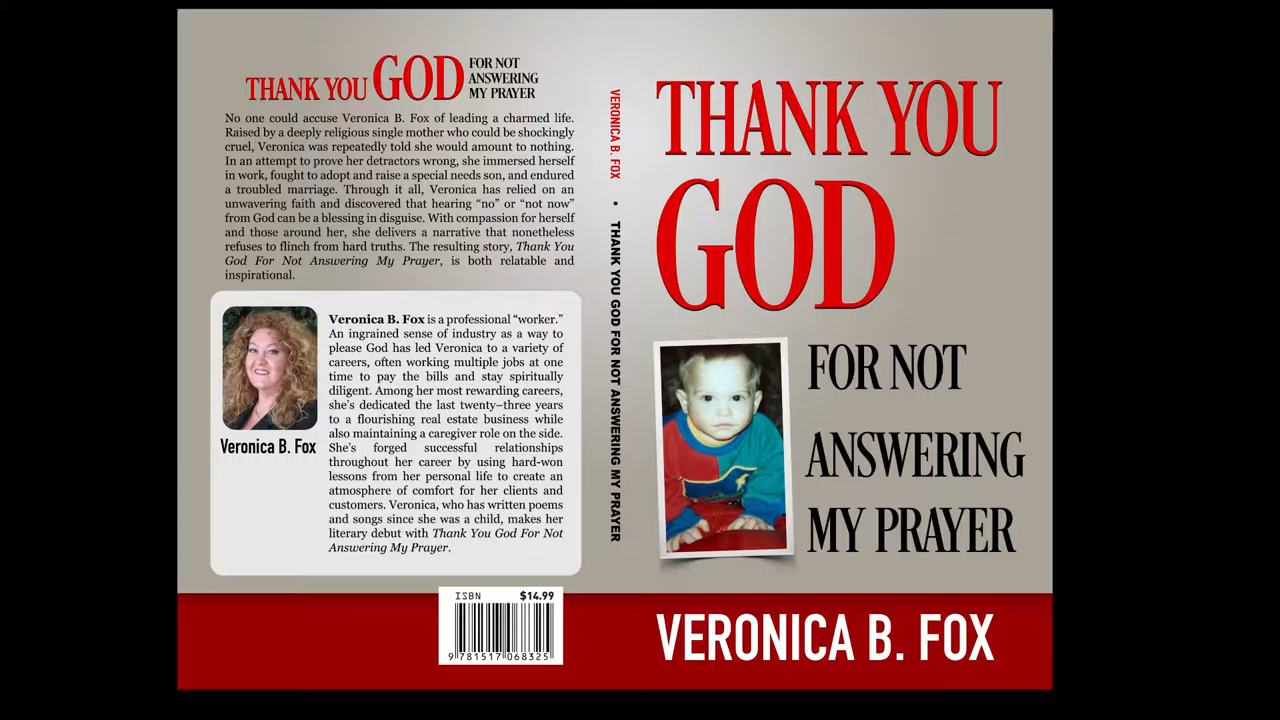 THANK YOU GOD FOR NOT
ANSWERING
MY PRAYER
No one could accuse Veronica B. Fox of leading a charmed life.
Raised by a deeply religious single mother who could be shockingly
cruel, Veronica was repeatedly told she would amount to nothing.
In an attempt to prove her detractors wrong, she immersed herself
in work, fought to adopt and raise a special needs son, and endured
a troubled marriage. Through it all, Veronica has relied on an
unwavering faith and discovered that hearing “no” or “not now”
from God can be a blessing in disguise. With compassion for herself
and those around her, she delivers a narrative that nonetheless
refuses to flinch from hard truths. The resulting story, Thank You
God For Not Answering My Prayer, is both relatable and
inspirational.
Veronica B. Fox
Veronica B. Fox is a professional “worker.”
An ingrained sense of industry as a way to
please God has led Veronica to a variety of
careers, often working multiple jobs at one
time to pay the bills and stay spiritually
diligent. Among her most rewarding careers,
she’s dedicated the last twenty–three years
to a flourishing real estate business while
also maintaining a caregiver role on the side.
She’s forged successful relationships
throughout her career by using hard-won
lessons from her personal life to create an
atmosphere of comfort for her clients and
customers. Veronica, who has written poems
and songs since she was a child, makes her
literary debut with Thank You God For Not
Answering My Prayer.
ISBN $14.99
9 781517 068325
VERONICA B. FOX • THANK YOU GOD FOR NOT ANSWERING MY PRAYER
THANK YOU
GOD
FOR NOT
ANSWERING
MY PRAYER
VERONICA B. FOX